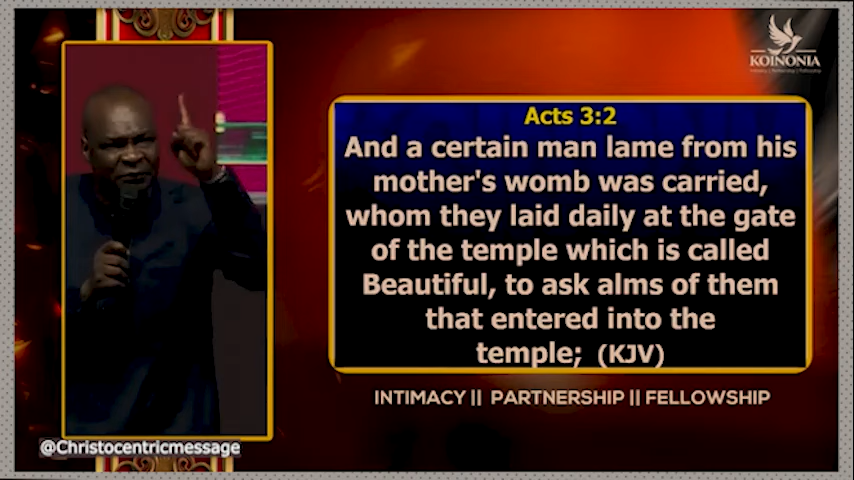 KOINONIA
Acts 3:2
And a certain man lame from his
mother's womb was carried,
whom they laid daily at the gate
of the temple which is called
Beautiful, to ask alms of them
that entered into the
temple; (KJV)
INTIMACY || PARTNERSHIP || FELLOWSHIP
@Christocentricmessage